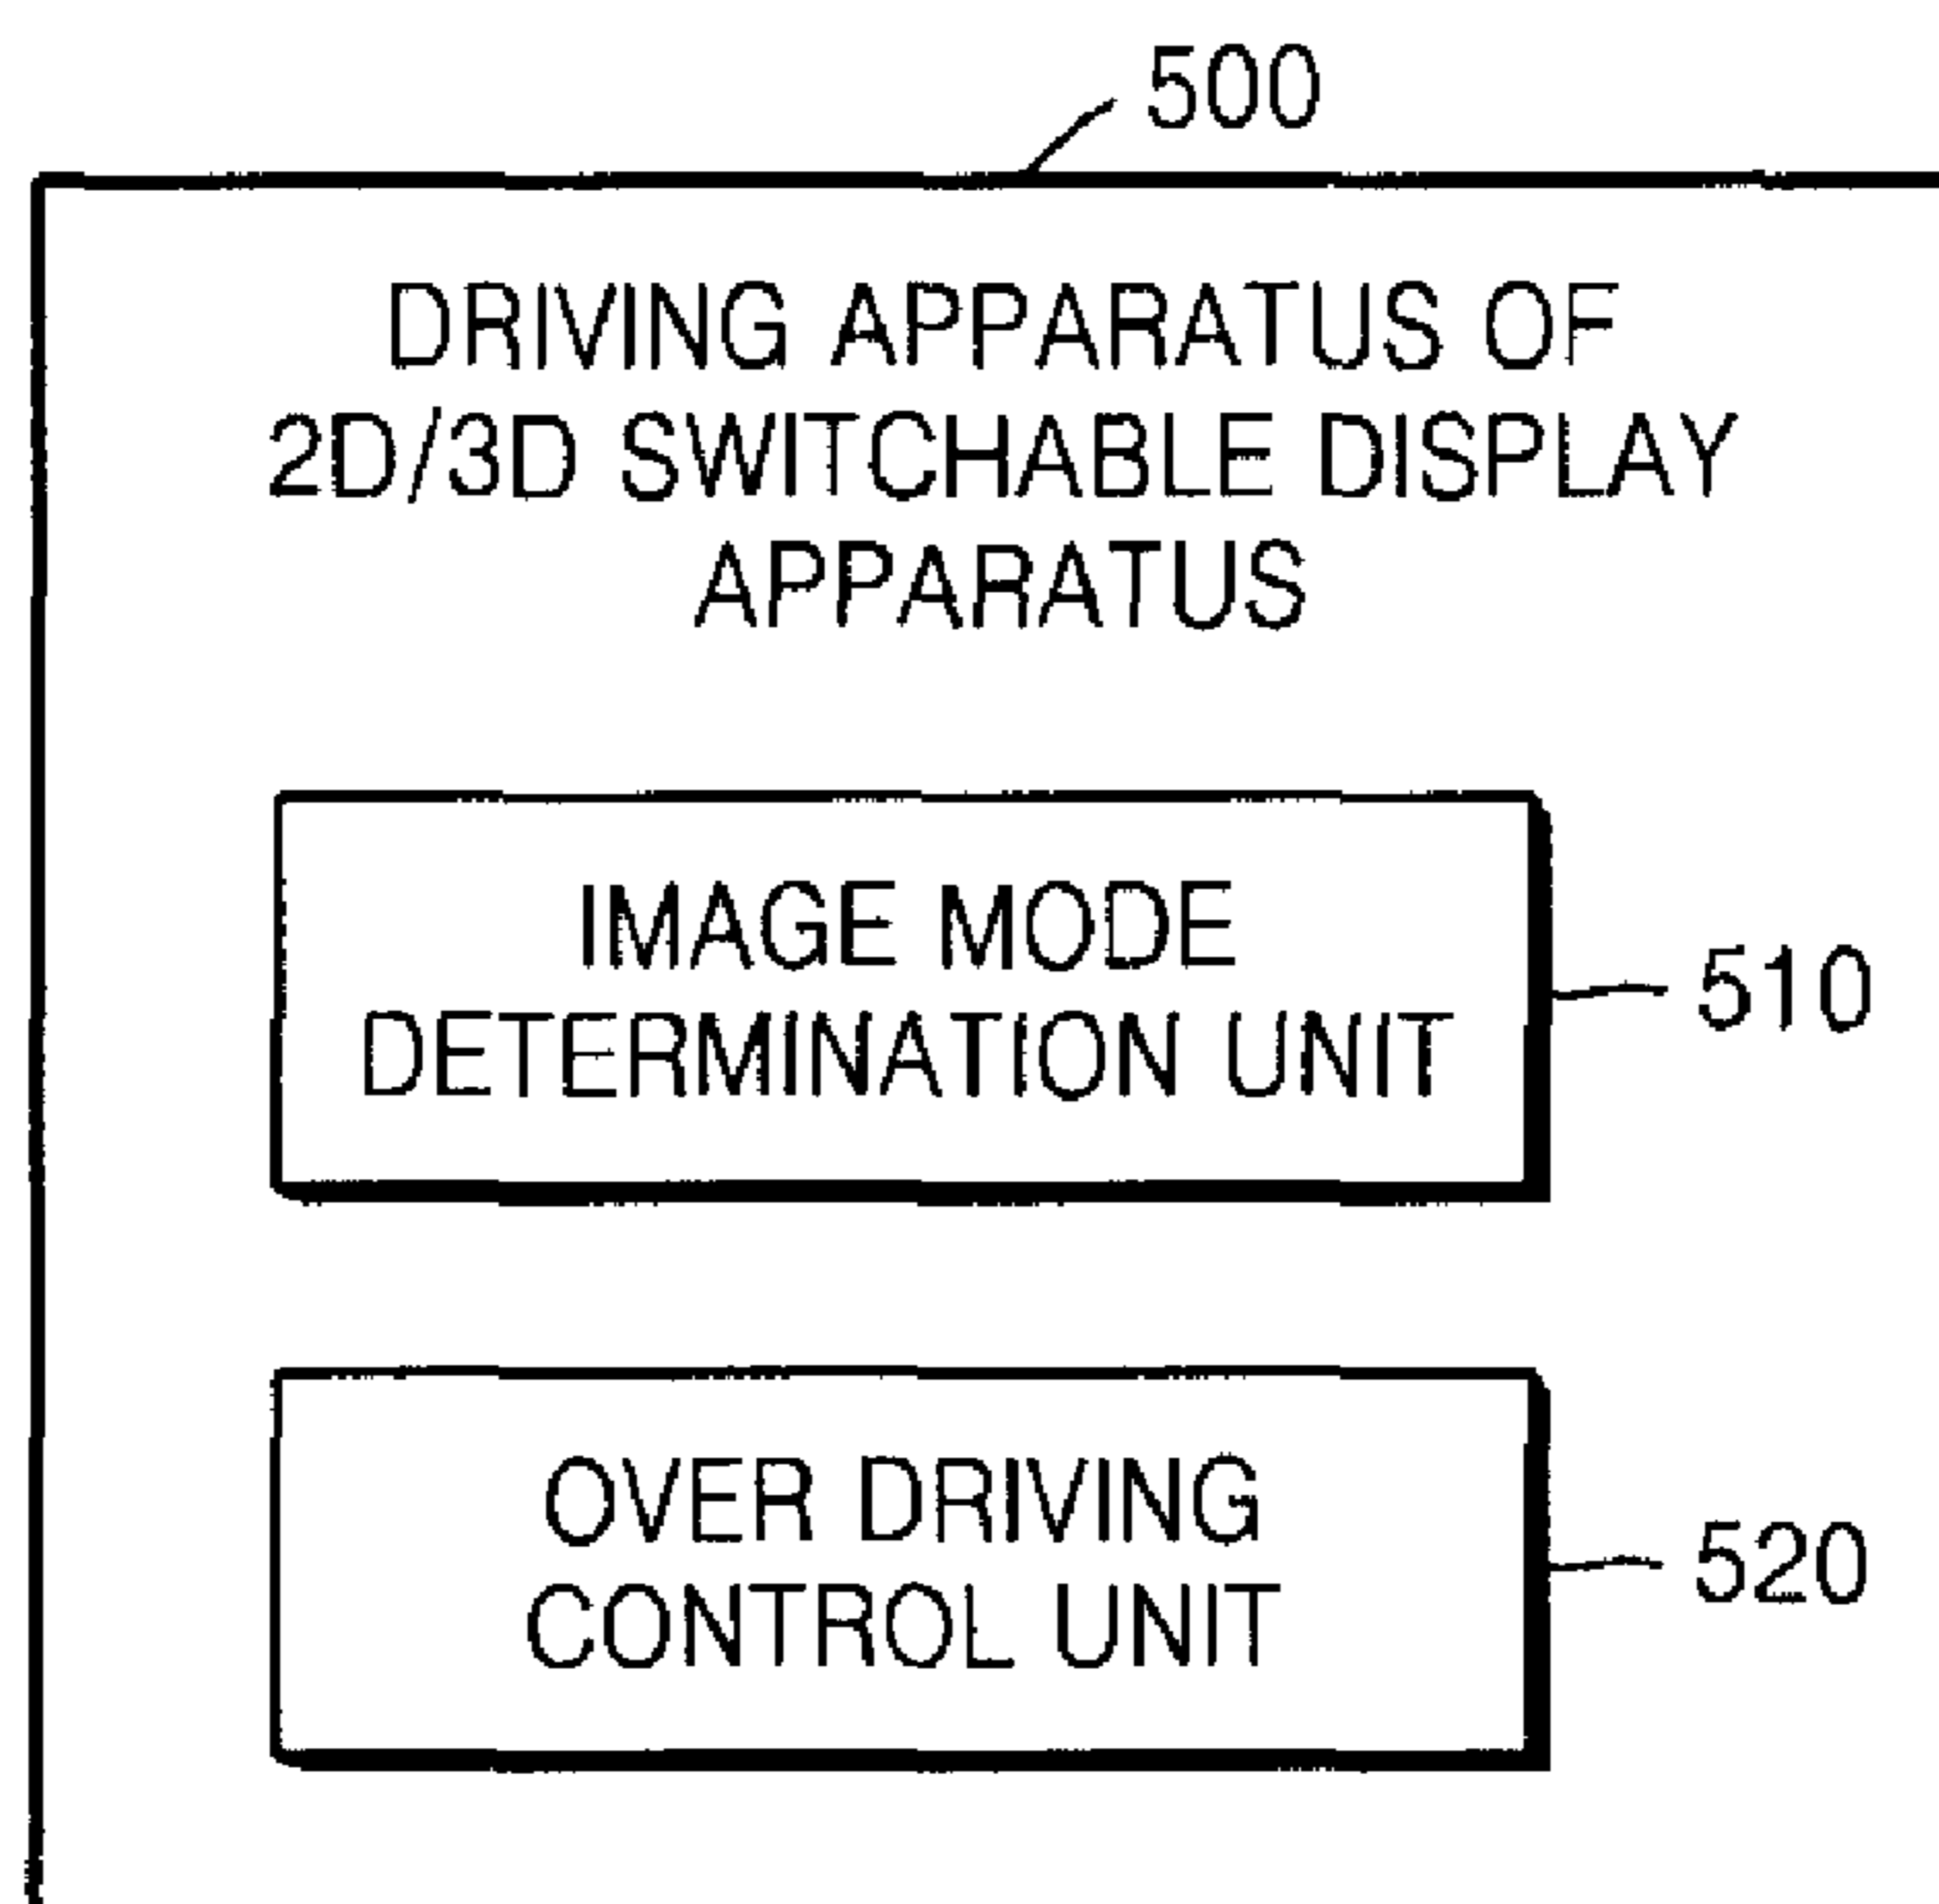 500
DRIVING APPARATUS OF
2D/3D SWITCHABLE DISPLAY
APPARATUS
IMAGE MODE
DETERMINATION UNIT
510
OVER DRIVING
CONTROL UNIT
520